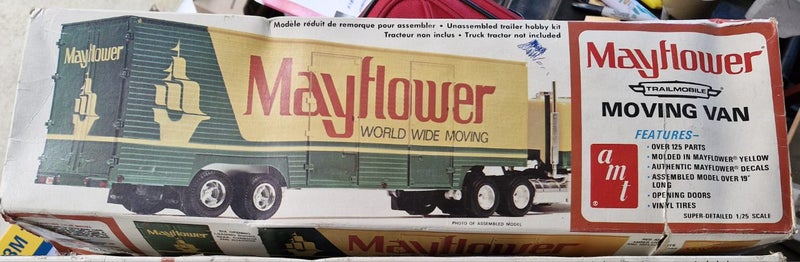 Modèle réduit de remorque pour assembler • Unassembled trailer hobby kit
Tracteur non inclus • Truck tractor not included
Mayflower
Mayflower
WORLD WIDE MOVING
PHOTO OF ASSEMBLED MODEL
Mayflower
TRAILMOBILE
MOVING VAN
FEATURES–
• OVER 125 PARTS
• MOLDED IN MAYFLOWER® YELLOW
• AUTHENTIC MAYFLOWER® DECALS
• ASSEMBLED MODEL OVER 19" LONG
• OPENING DOORS
• VINYL TIRES
amt
®
SUPER-DETAILED 1/25 SCALE
Mayflower
Mayflower